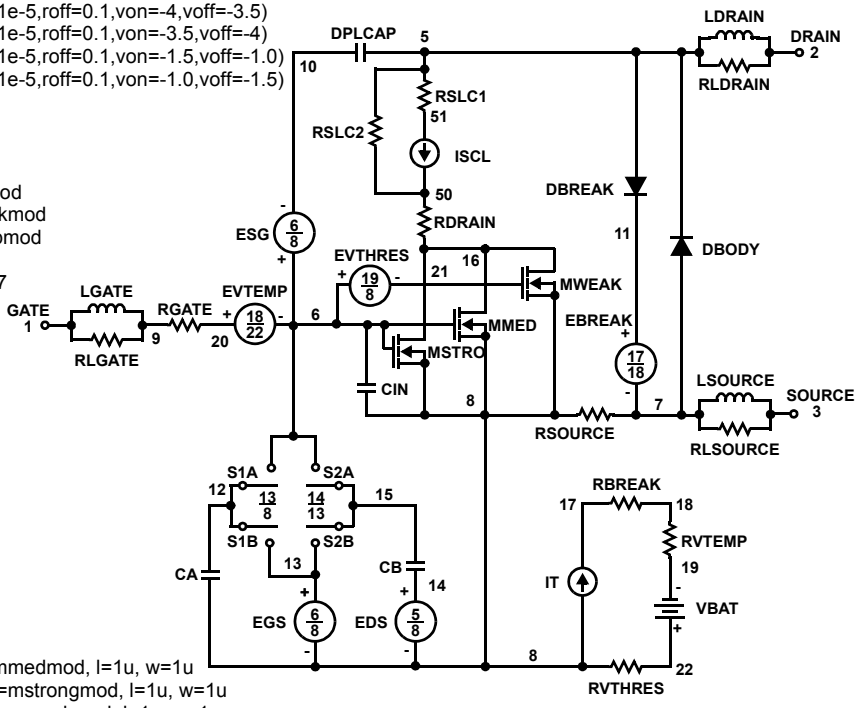 1e-5,roff=0.1,von=-4,voff=-3.5)
1e-5,roff=0.1,von=-3.5,voff=-4)
1e-5,roff=0.1,von=-1.5,voff=-1.0)
1e-5,roff=0.1,von=-1.0,voff=-1.5)
LDRAIN
DPLCAP
5
DRAIN
2
10
RLDRAIN
RSLC1
51
RSLC2
ISCL
od
kmod
omod
7
50
DBREAK
RDRAIN
11
ESG
6
8
-
+
EVTHRES
+
19
8
-
21
16
DBODY
MWEAK
LGATE
GATE
1
RLGATE
9
RGATE
20
EVTEMP
+
18
22
-
6
MMED
MSTRO
EBREAK
+
17
18
-
CIN
8
RSOURCE
7
LSOURCE
SOURCE
3
RLSOURCE
S1A
S2A
12
13
8
14
13
15
S1B
S2B
13
CA
CB
14
RBREAK
17
18
RVTEMP
19
IT
-
VBAT
+
+
EGS
6
8
-
+
EDS
5
8
-
8
22
RVTHRES
mmedmod, l=1u, w=1u
=mstrongmod, l=1u, w=1u